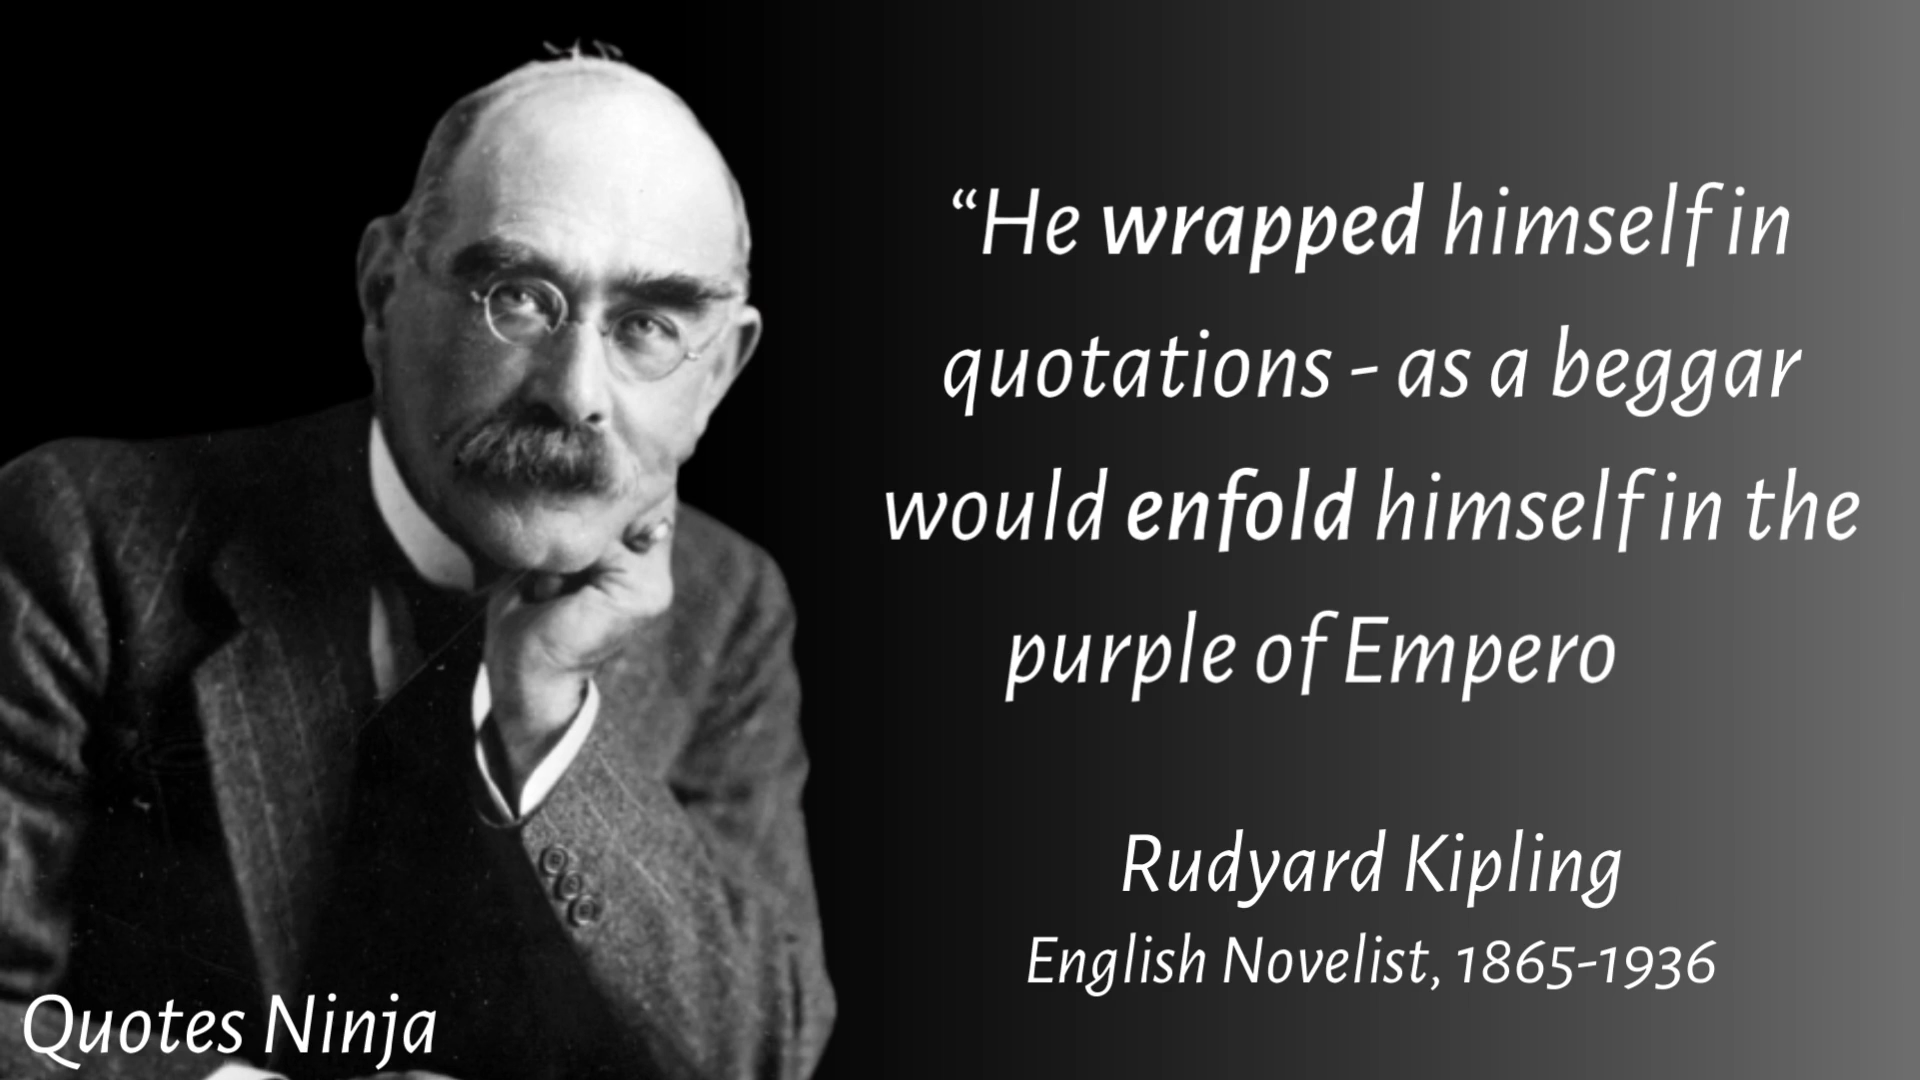 “He wrapped himself in
quotations - as a beggar
would enfold himself in the
purple of Empero
Rudyard Kipling
English Novelist, 1865-1936
Quotes Ninja